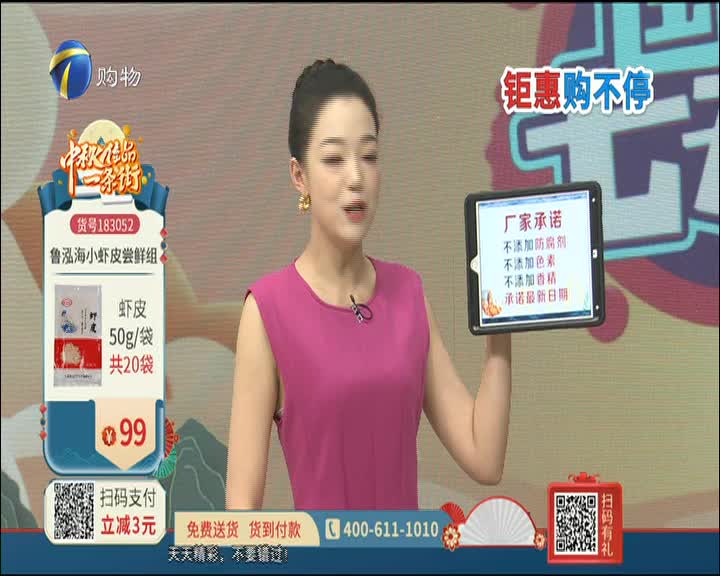 购物
钜惠购不停
中秋佳品
一条街
货号183052
鲁泓海小虾皮尝鲜组
虾皮
虾皮
50g/袋
共20袋
¥99
扫码支付
立减3元
厂家承诺
不添加防腐剂
不添加色素
不添加香精
承诺最新日期
免费送货 货到付款
400-611-1010
扫码有礼
天天精彩，不要错过！